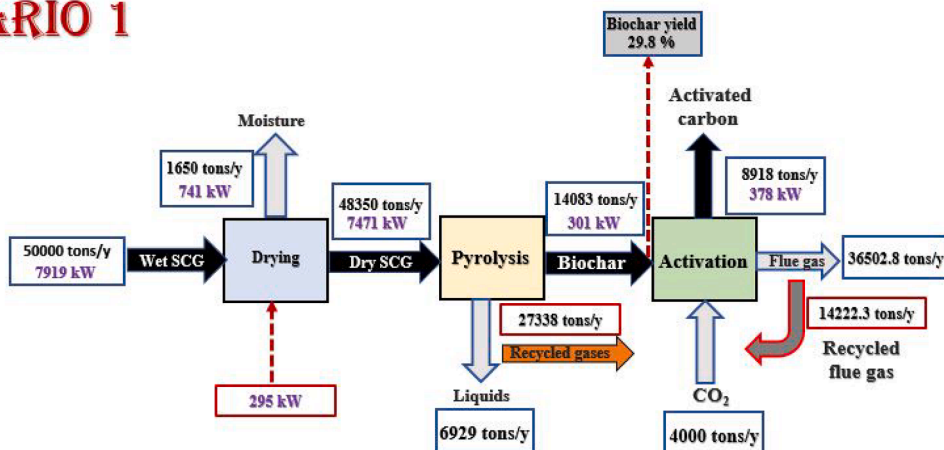 ARIO 1
Biochar yield
29.8 %
Activated
carbon
Moisture
1650 tons/y
741 kW
48350 tons/y
7471 kW
14083 tons/y
301 kW
8918 tons/y
378 kW
50000 tons/y
7919 kW
Wet SCG
Drying
Dry SCG
Pyrolysis
Biochar
Activation
Flue gas
36502.8 tons/y
27338 tons/y
Recycled gases
14222.3 tons/y
Recycled
flue gas
295 kW
Liquids
6929 tons/y
CO₂
4000 tons/y